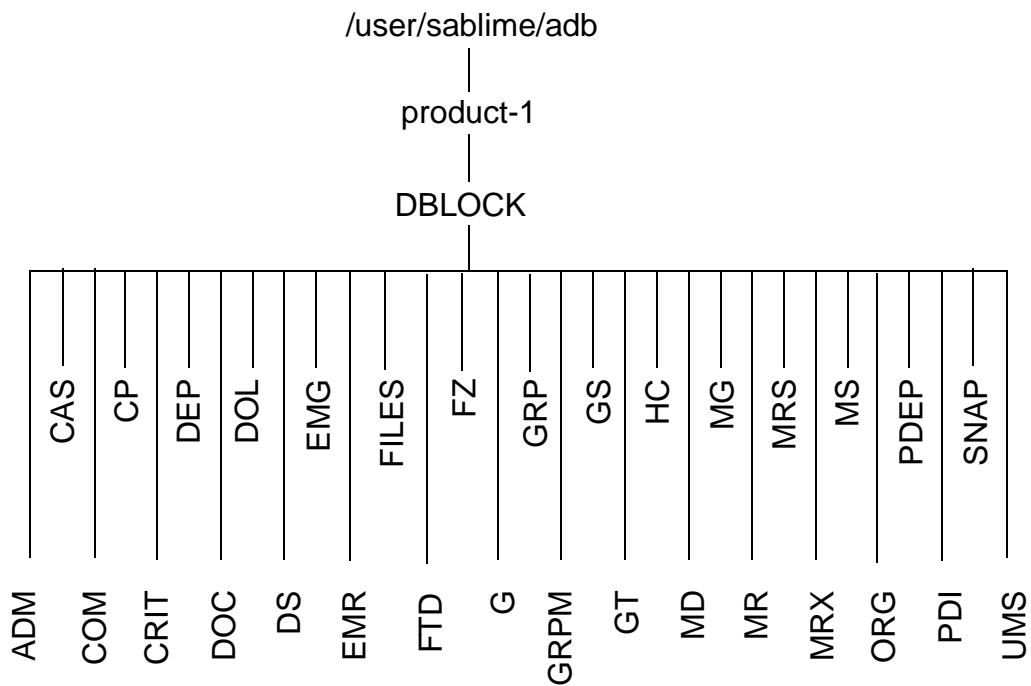 /user/sablime/adb
product-1
DBLOCK
CAS
CP
DEP
DOL
EMG
FILES
FZ
GRP
GS
HC
MG
MRS
MS
PDEP
SNAP
ADM
COM
CRIT
DOC
DS
EMR
FTD
G
GRPM
GT
MD
MR
MRX
ORG
PDI
UMS